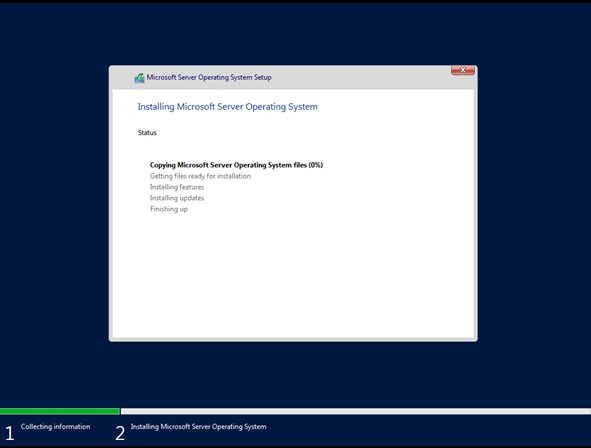 Microsoft Server Operating System Setup
Installing Microsoft Server Operating System
Status
Copying Microsoft Server Operating System files (0%)
Getting files ready for installation
Installing features
Installing updates
Finishing up
1 Collecting information
2 Installing Microsoft Server Operating System